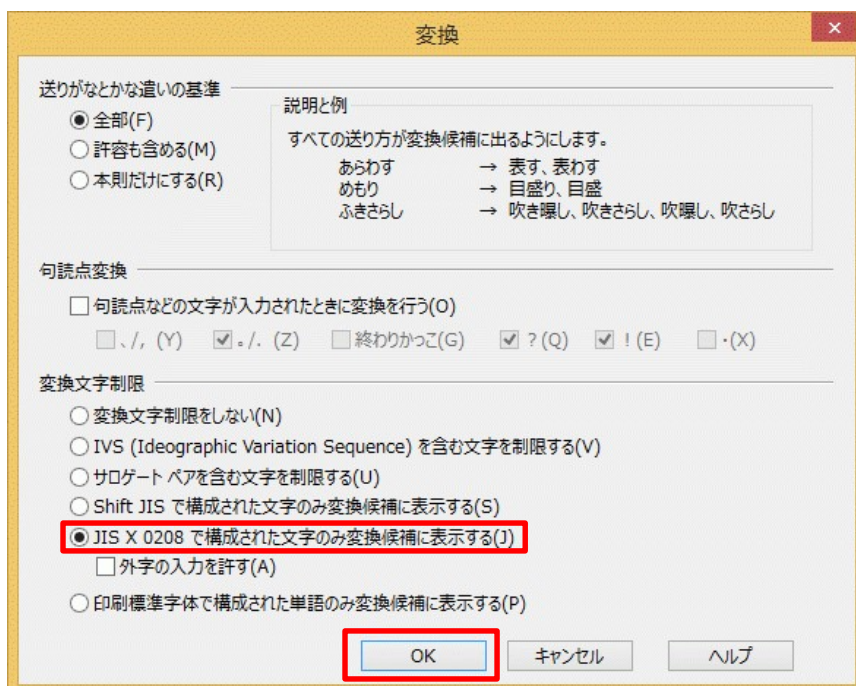 変換
送りがなとかな遣いの基準
全部(F)
許容も含める(M)
本則だけにする(R)
説明と例
すべての送り方が変換候補に出るようにします。
あらわす → 表す、表わす
めもり → 目盛り、目盛
ふきさらし → 吹き曝し、吹きさらし、吹曝し、吹さらし
句読点変換
句読点などの文字が入力されたときに変換を行う(O)
、/, (Y) 。/. (Z) 終わりかっこ(G) ? (Q) ! (E) ・(X)
変換文字制限
変換文字制限をしない(N)
IVS (Ideographic Variation Sequence) を含む文字を制限する(V)
サロゲート ペアを含む文字を制限する(U)
Shift JIS で構成された文字のみ変換候補に表示する(S)
JIS X 0208 で構成された文字のみ変換候補に表示する(J)
外字の入力を許す(A)
印刷標準字体で構成された単語のみ変換候補に表示する(P)
OK キャンセル ヘルプ